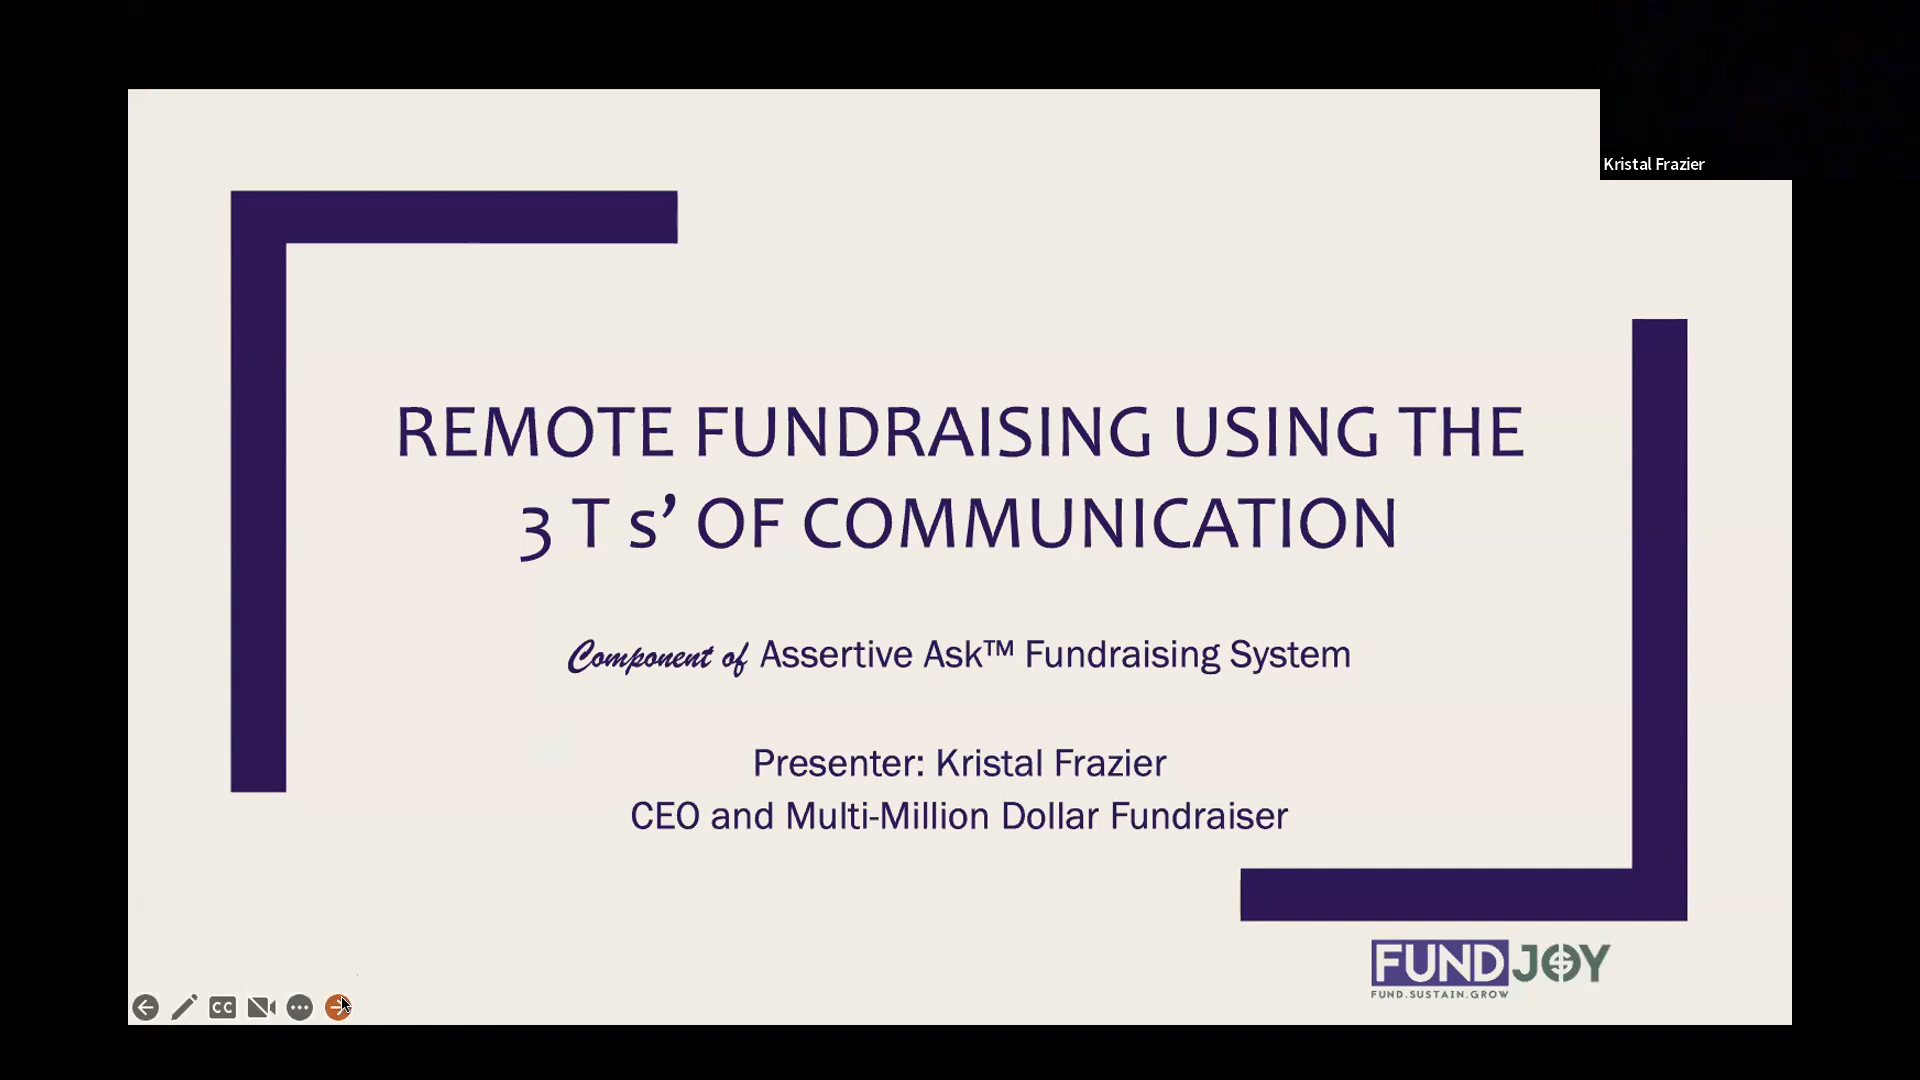 Kristal Frazier
REMOTE FUNDRAISING USING THE
3 T s’ OF COMMUNICATION
Component of Assertive Ask™ Fundraising System
Presenter: Kristal Frazier
CEO and Multi-Million Dollar Fundraiser
FUNDJOY
FUND.SUSTAIN.GROW
CC